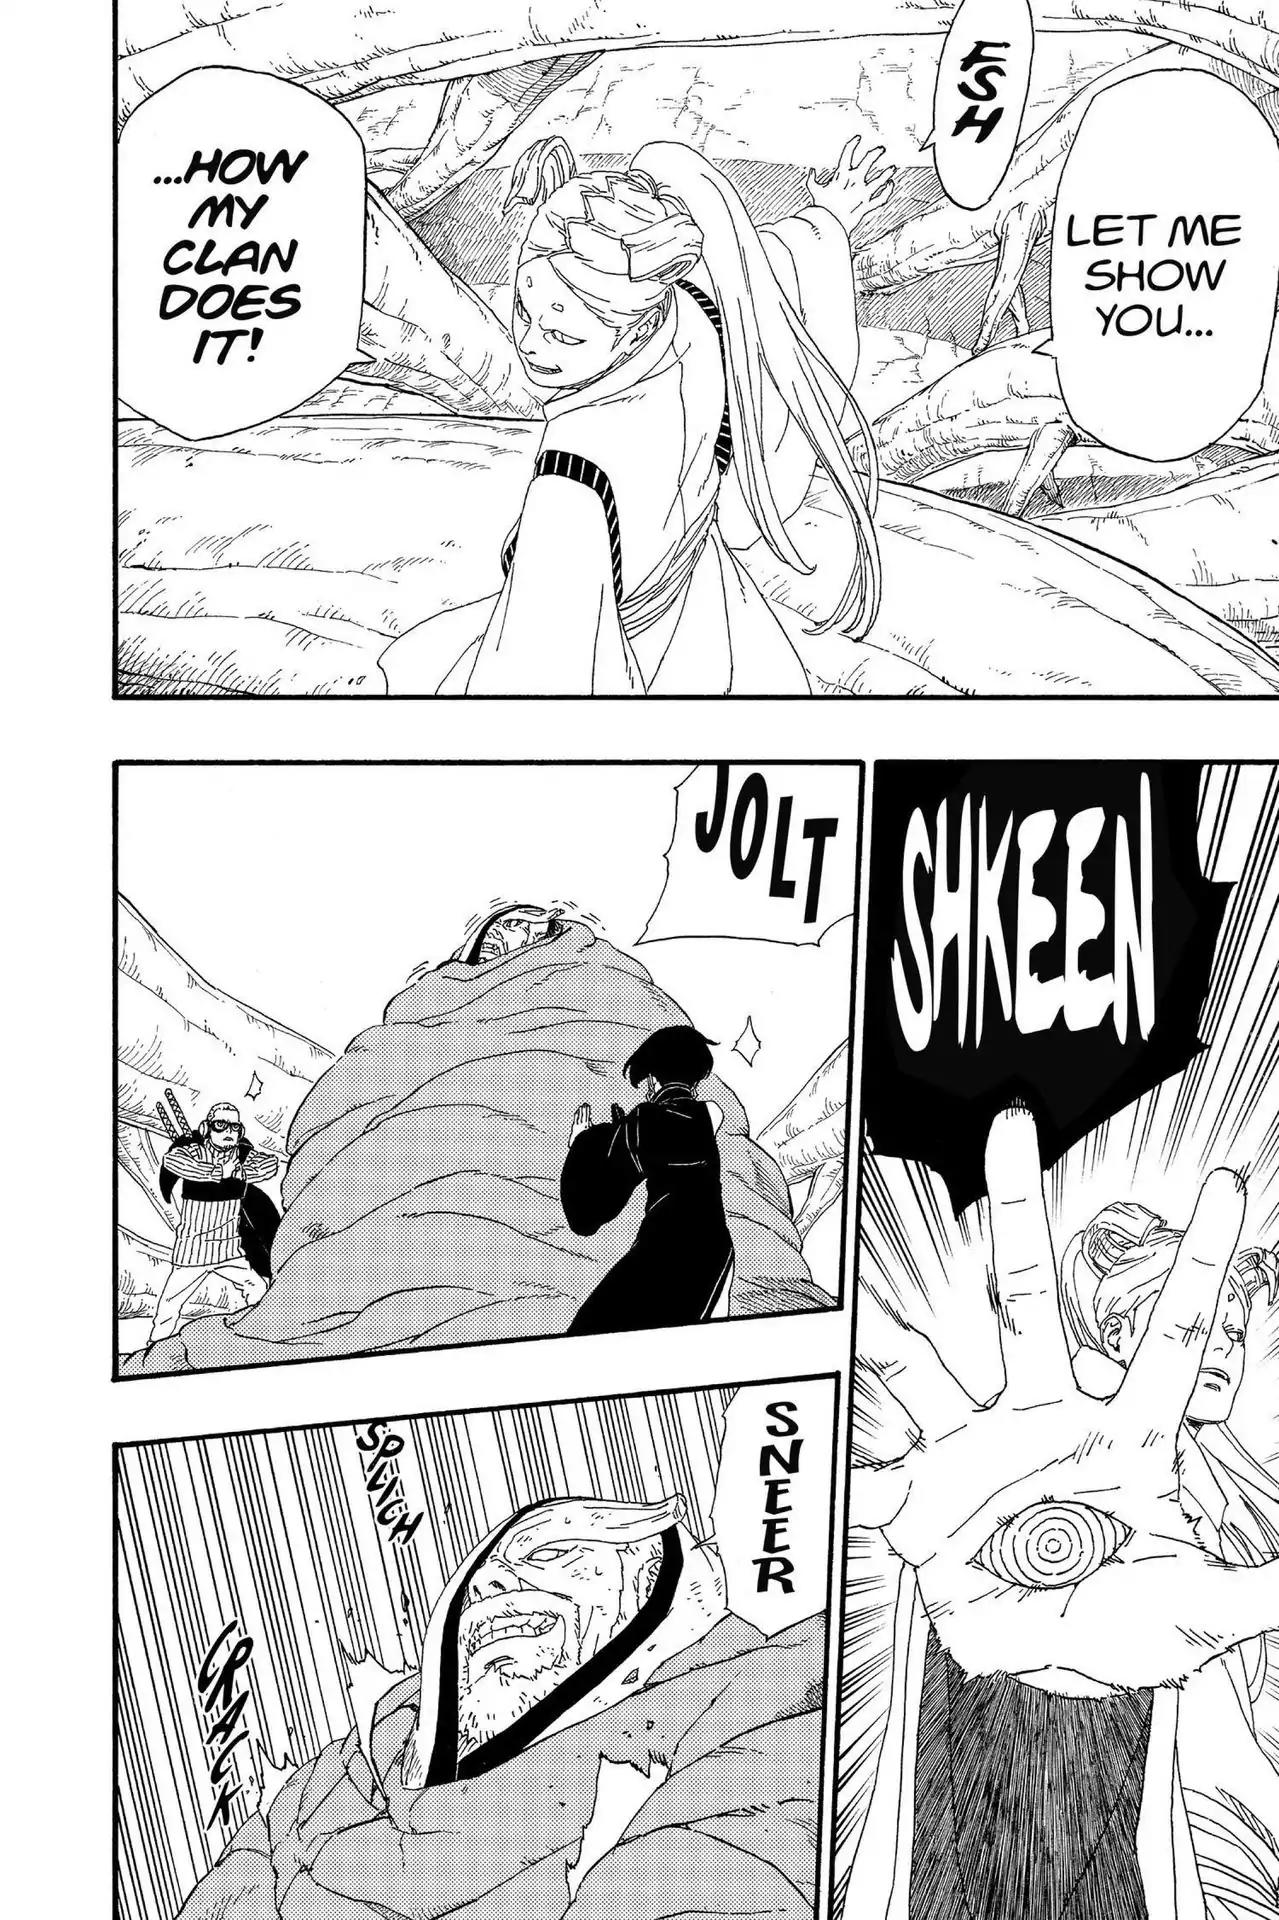 FSH
LET ME
SHOW
YOU...
...HOW
MY
CLAN
DOES
IT!
SHKEEN
JOLT
SNEER
SPLICH
CRACK